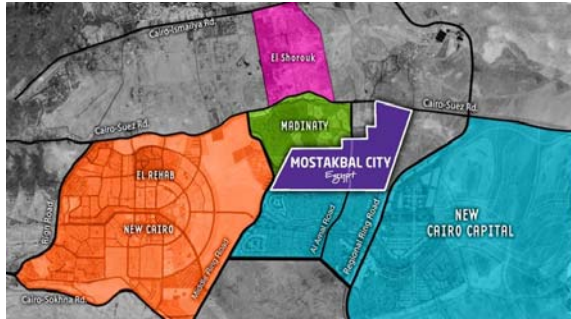 Cairo-Ismailiya Rd.
El Shorouk
Cairo-Suez Rd.
Cairo-Suez Rd.
MADINATY
MOSTAKBAL CITY
Egypt
EL REHAB
NEW CAIRO
NEW
CAIRO CAPITAL
Righ Road
Middle Ring Road
Al Amal Road
Regional Ring Road
Cairo-Sokhna Rd.